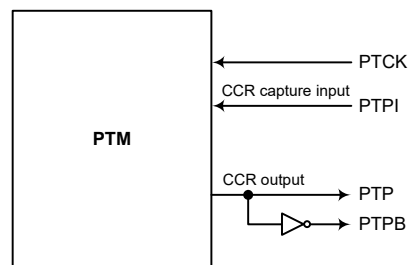 PTCK
CCR capture input
PTPI
PTM
CCR output
PTP
PTPB